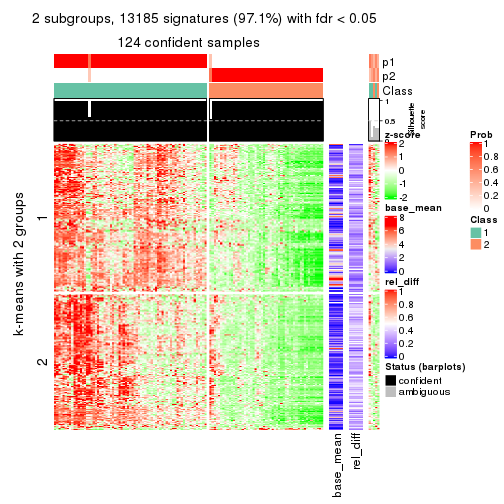 2 subgroups, 13185 signatures (97.1%) with fdr < 0.05
124 confident samples
p1
p2
Class
1
0.5
0
Silhouette
score
k-means with 2 groups
1
2
base_mean
rel_diff
z-score
2
1
0
-1
-2
base_mean
8
6
4
2
0
rel_diff
1
0.8
0.6
0.4
0.2
0
Status (barplots)
confident
ambiguous
Prob
1
0.8
0.6
0.4
0.2
0
Class
1
2